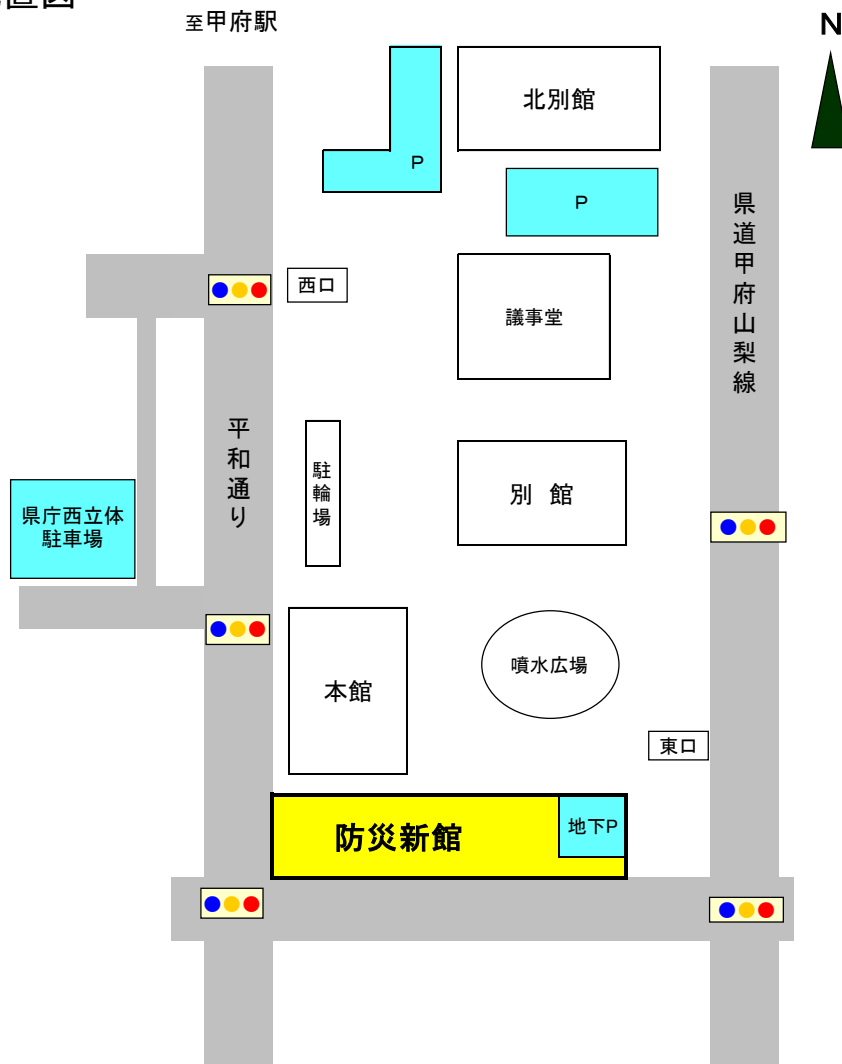 置図
至甲府駅
N
北別館
P
P
県道甲府山梨線
西口
議事堂
平和通り
駐輪場
別 館
県庁西立体
駐車場
本館
噴水広場
東口
防災新館
地下P